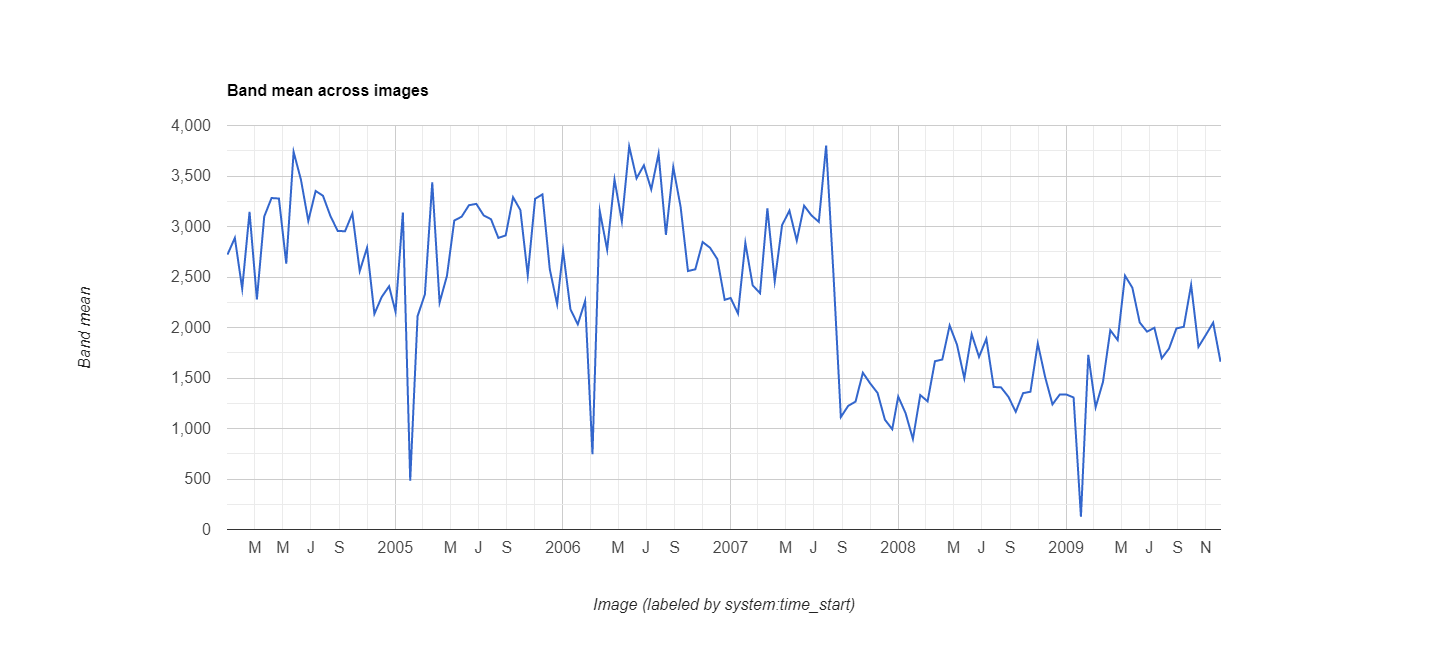 Band mean across images
4,000
3,500
3,000
2,500
2,000
1,500
1,000
500
0
Band mean
M M J S 2005 M J S 2006 M J S 2007 M J S 2008 M J S 2009 M J S N
Image (labeled by system:time_start)